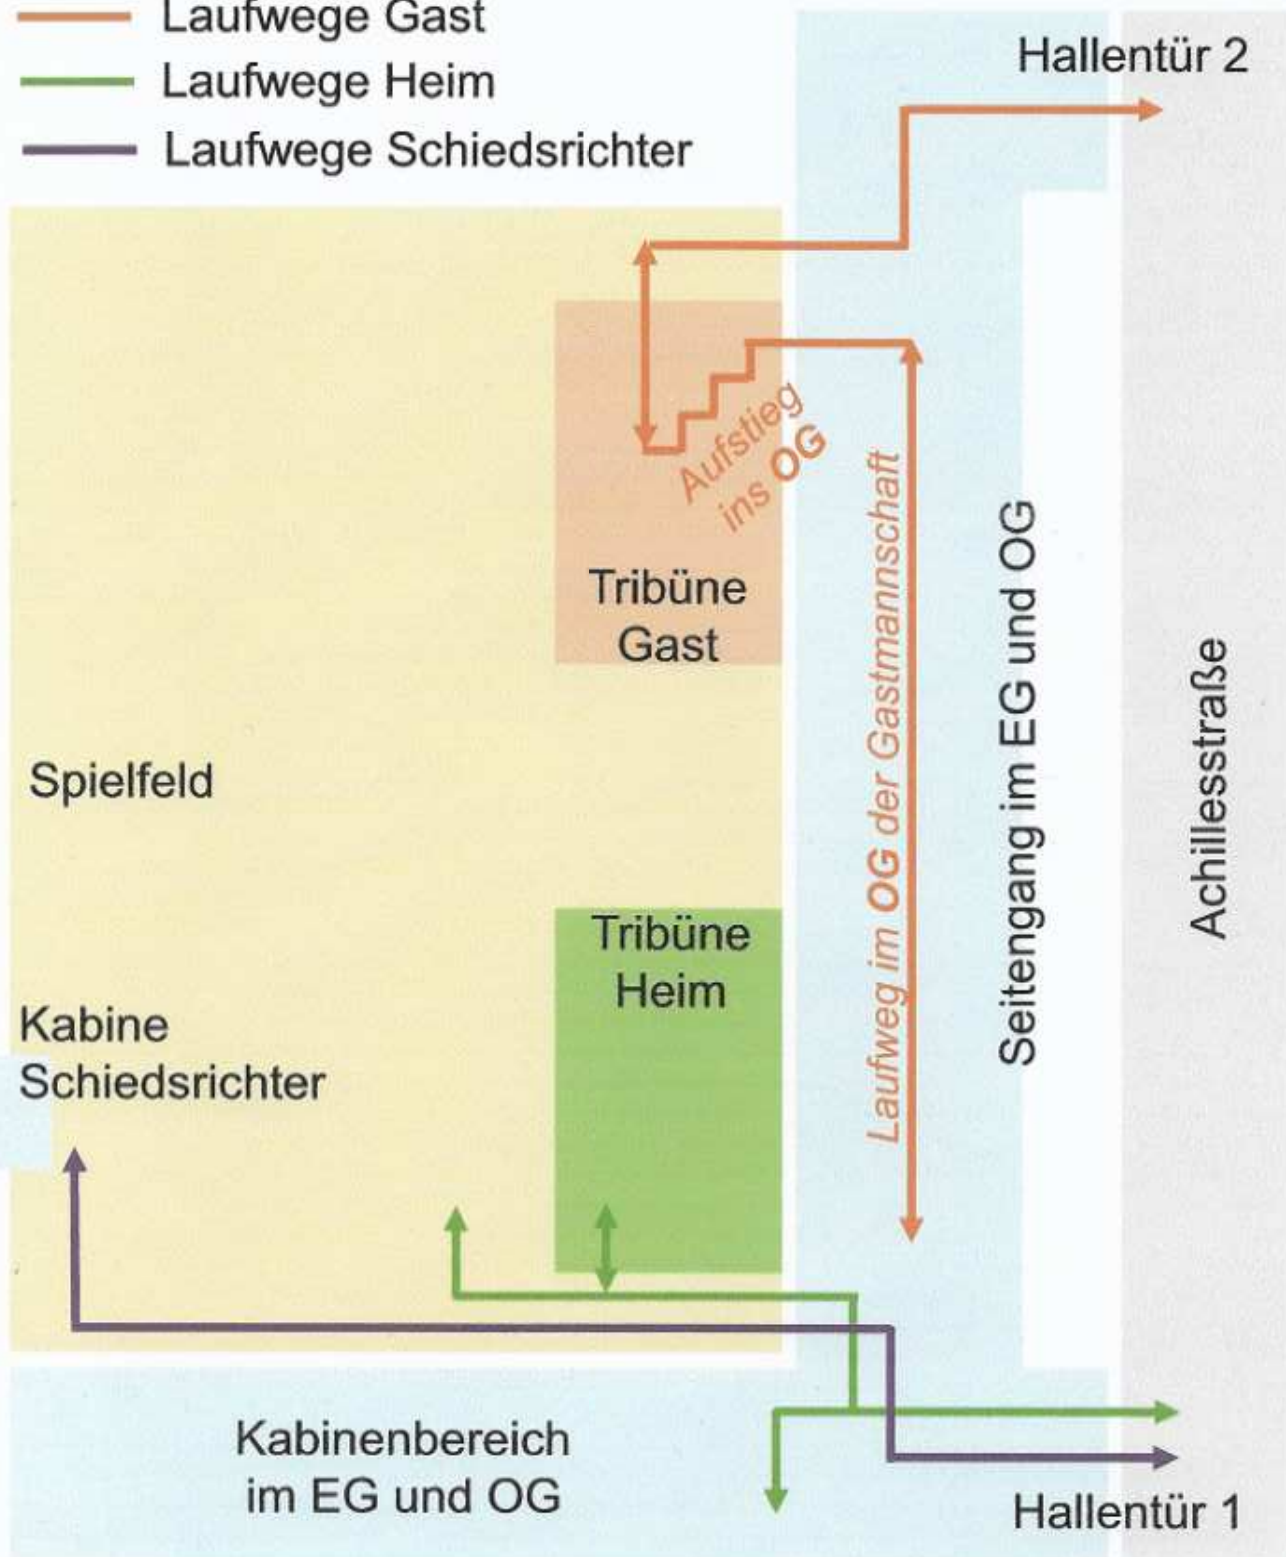 Laufwege Gast
Laufwege Heim
Laufwege Schiedsrichter
Hallentür 2
Aufstieg
ins OG
Tribüne
Gast
Laufweg im OG der Gastmannschaft
Seitengang im EG und OG
Achillesstraße
Spielfeld
Tribüne
Heim
Kabine
Schiedsrichter
Kabinenbereich
im EG und OG
Hallentür 1